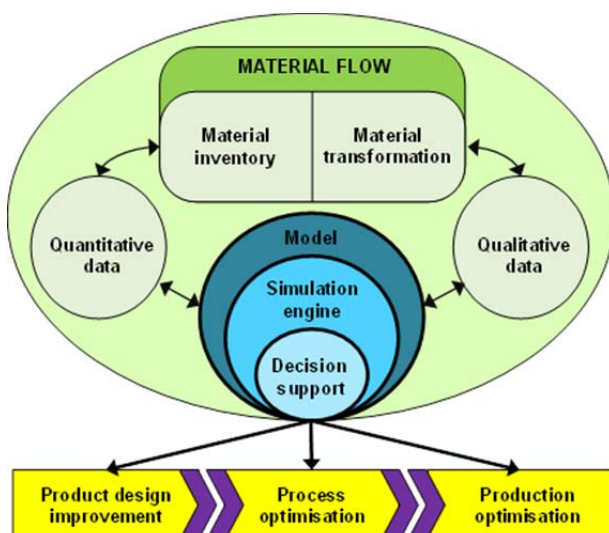 MATERIAL FLOW
Material
inventory
Material
transformation
Quantitative
data
Model
Qualitative
data
Simulation
engine
Decision
support
Product design
improvement
Process
optimisation
Production
optimisation